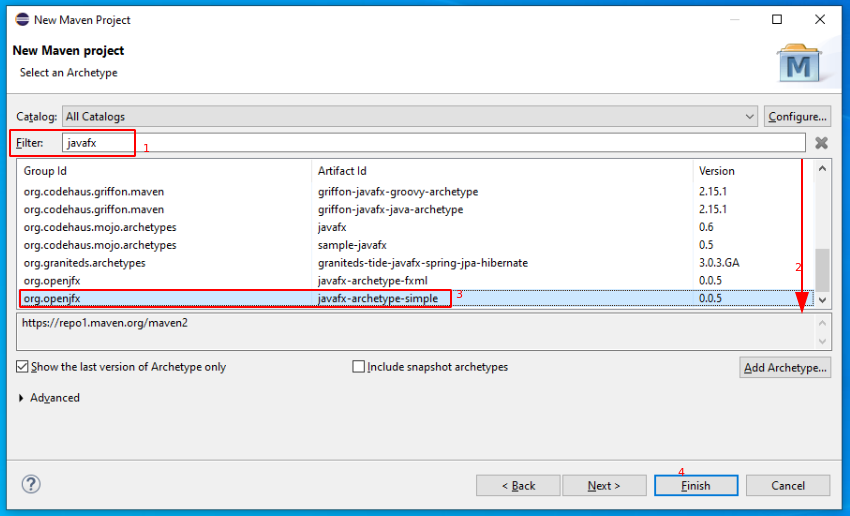 New Maven Project
New Maven project
Select an Archetype
M
Catalog: All Catalogs Configure...
Filter: javafx 1
Group Id Artifact Id Version
org.codehaus.griffon.maven griffon-javafx-groovy-archetype 2.15.1
org.codehaus.griffon.maven griffon-javafx-java-archetype 2.15.1
org.codehaus.mojo.archetypes javafx 0.6
org.codehaus.mojo.archetypes sample-javafx 0.5
org.graniteds.archetypes graniteds-tide-javafx-spring-jpa-hibernate 3.0.3.GA 2
org.openjfx javafx-archetype-fxml 0.0.5
org.openjfx javafx-archetype-simple 3 0.0.5
https://repo1.maven.org/maven2
Show the last version of Archetype only Include snapshot archetypes Add Archetype...
Advanced
4
? < Back Next > Finish Cancel